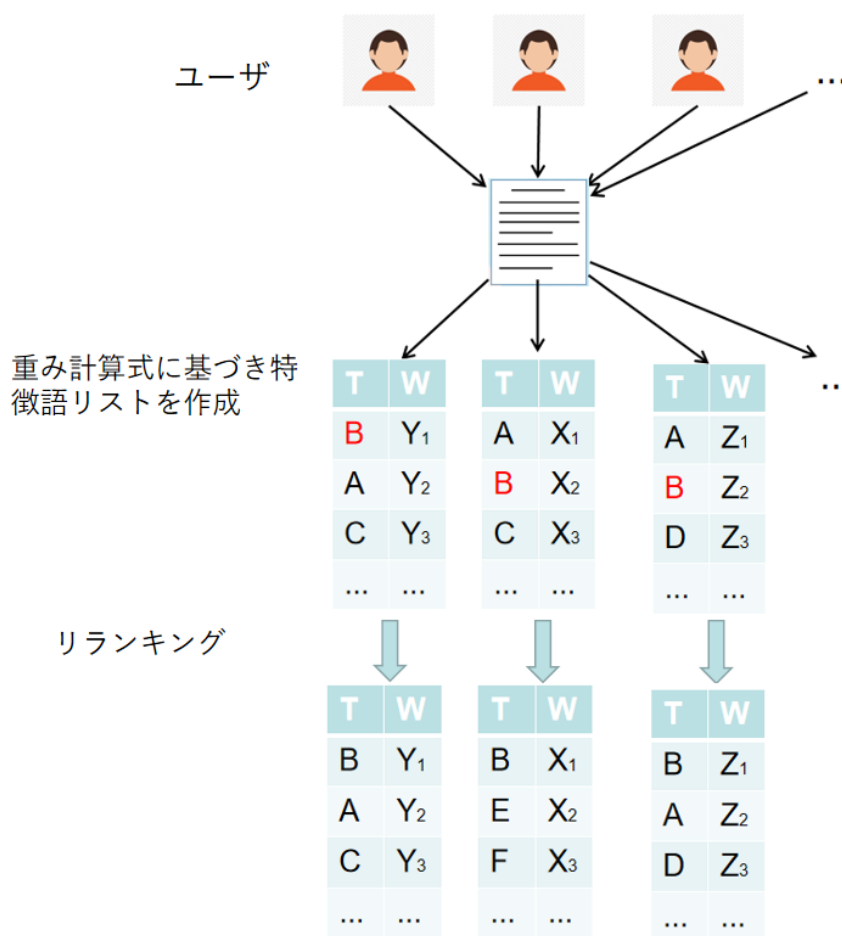 ユーザ
...
重み計算式に基づき特
徴語リストを作成
...
T W
B Y1
A Y2
C Y3
... ...
T W
A X1
B X2
C X3
... ...
T W
A Z1
B Z2
D Z3
... ...
リランキング
T W
B Y1
A Y2
C Y3
... ...
T W
B X1
E X2
F X3
... ...
T W
B Z1
A Z2
D Z3
... ...